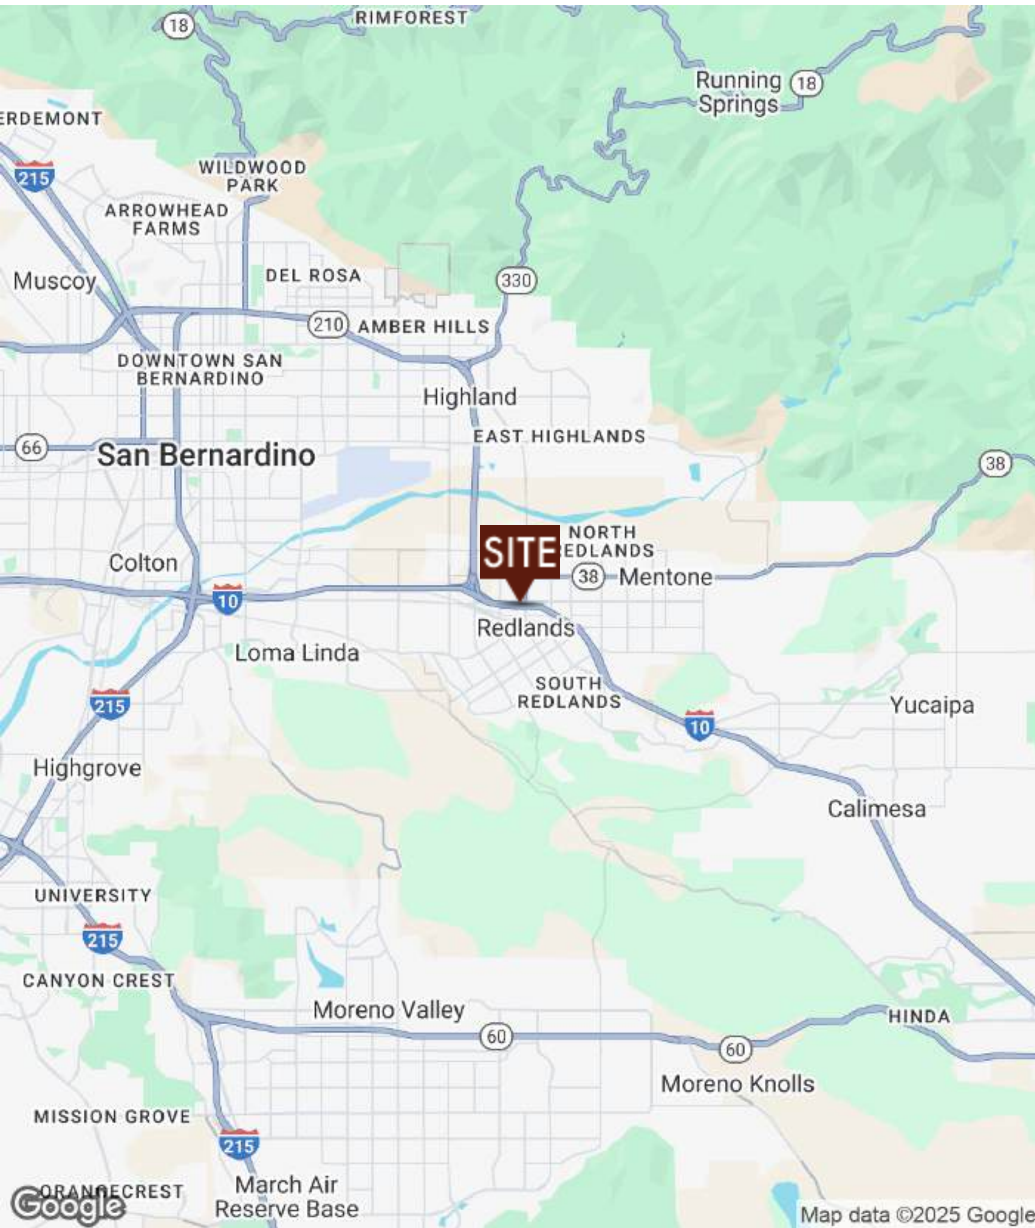 RIMFOREST
18
Running
Springs
18
ERDEMONT
215
WILDWOOD
PARK
ARROWHEAD
FARMS
Muscoy
DEL ROSA
330
210
AMBER HILLS
DOWNTOWN SAN
BERNARDINO
Highland
EAST HIGHLANDS
66
San Bernardino
38
SITE
NORTH
REDLANDS
Colton
38
Mentone
10
Redlands
Loma Linda
SOUTH
REDLANDS
215
10
Yucaipa
Highgrove
Calimesa
UNIVERSITY
215
CANYON CREST
Moreno Valley
HINDA
60
60
Moreno Knolls
MISSION GROVE
215
ORANGECREST
Google
March Air
Reserve Base
Map data ©2025 Google